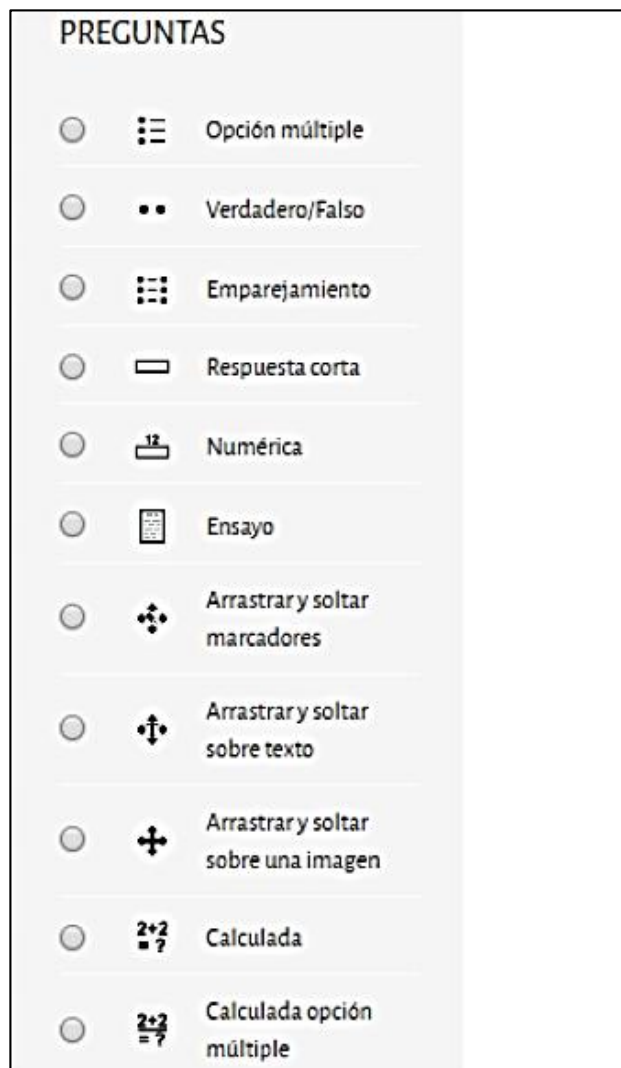 PREGUNTAS
Opción múltiple
Verdadero/Falso
Emparejamiento
Respuesta corta
12
Numérica
Ensayo
Arrastrar y soltar
marcadores
Arrastrar y soltar
sobre texto
Arrastrar y soltar
sobre una imagen
2+2
= ?
Calculada
2+2
= ?
Calculada opción
múltiple